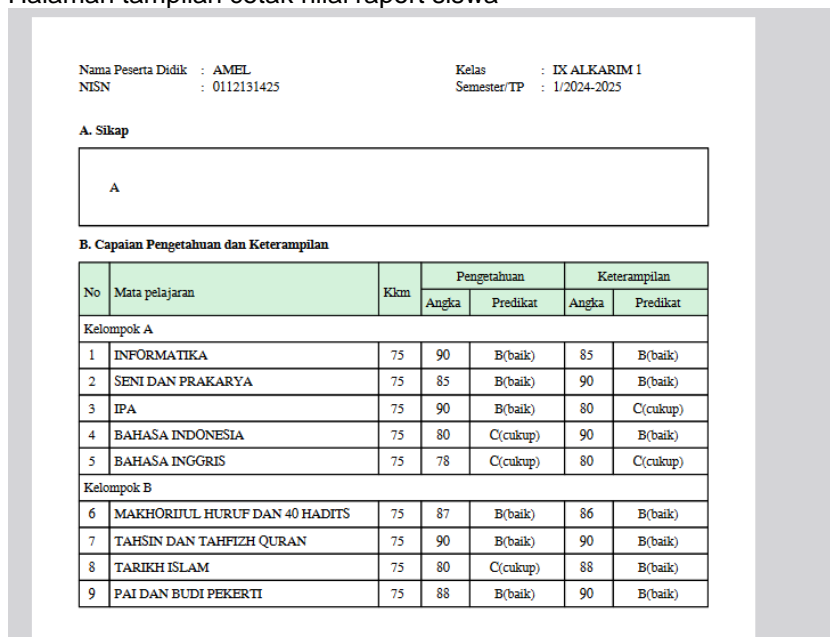 Halaman tampilan cetak nilai raport siswa
Nama Peserta Didik : AMEL Kelas : IX ALKARIM 1
NISN : 0112131425 Semester/TP : 1/2024-2025
A. Sikap
A
B. Capaian Pengetahuan dan Keterampilan
No Mata pelajaran Kkm Pengetahuan Keterampilan
Angka Predikat Angka Predikat
Kelompok A
1 INFORMATIKA 75 90 B(baik) 85 B(baik)
2 SENI DAN PRAKARYA 75 85 B(baik) 90 B(baik)
3 IPA 75 90 B(baik) 80 C(cukup)
4 BAHASA INDONESIA 75 80 C(cukup) 90 B(baik)
5 BAHASA INGGRIS 75 78 C(cukup) 80 C(cukup)
Kelompok B
6 MAKHORIJUL HURUF DAN 40 HADITS 75 87 B(baik) 86 B(baik)
7 TAHSIN DAN TAHFIZH QURAN 75 90 B(baik) 90 B(baik)
8 TARIKH ISLAM 75 80 C(cukup) 88 B(baik)
9 PAI DAN BUDI PEKERTI 75 88 B(baik) 90 B(baik)